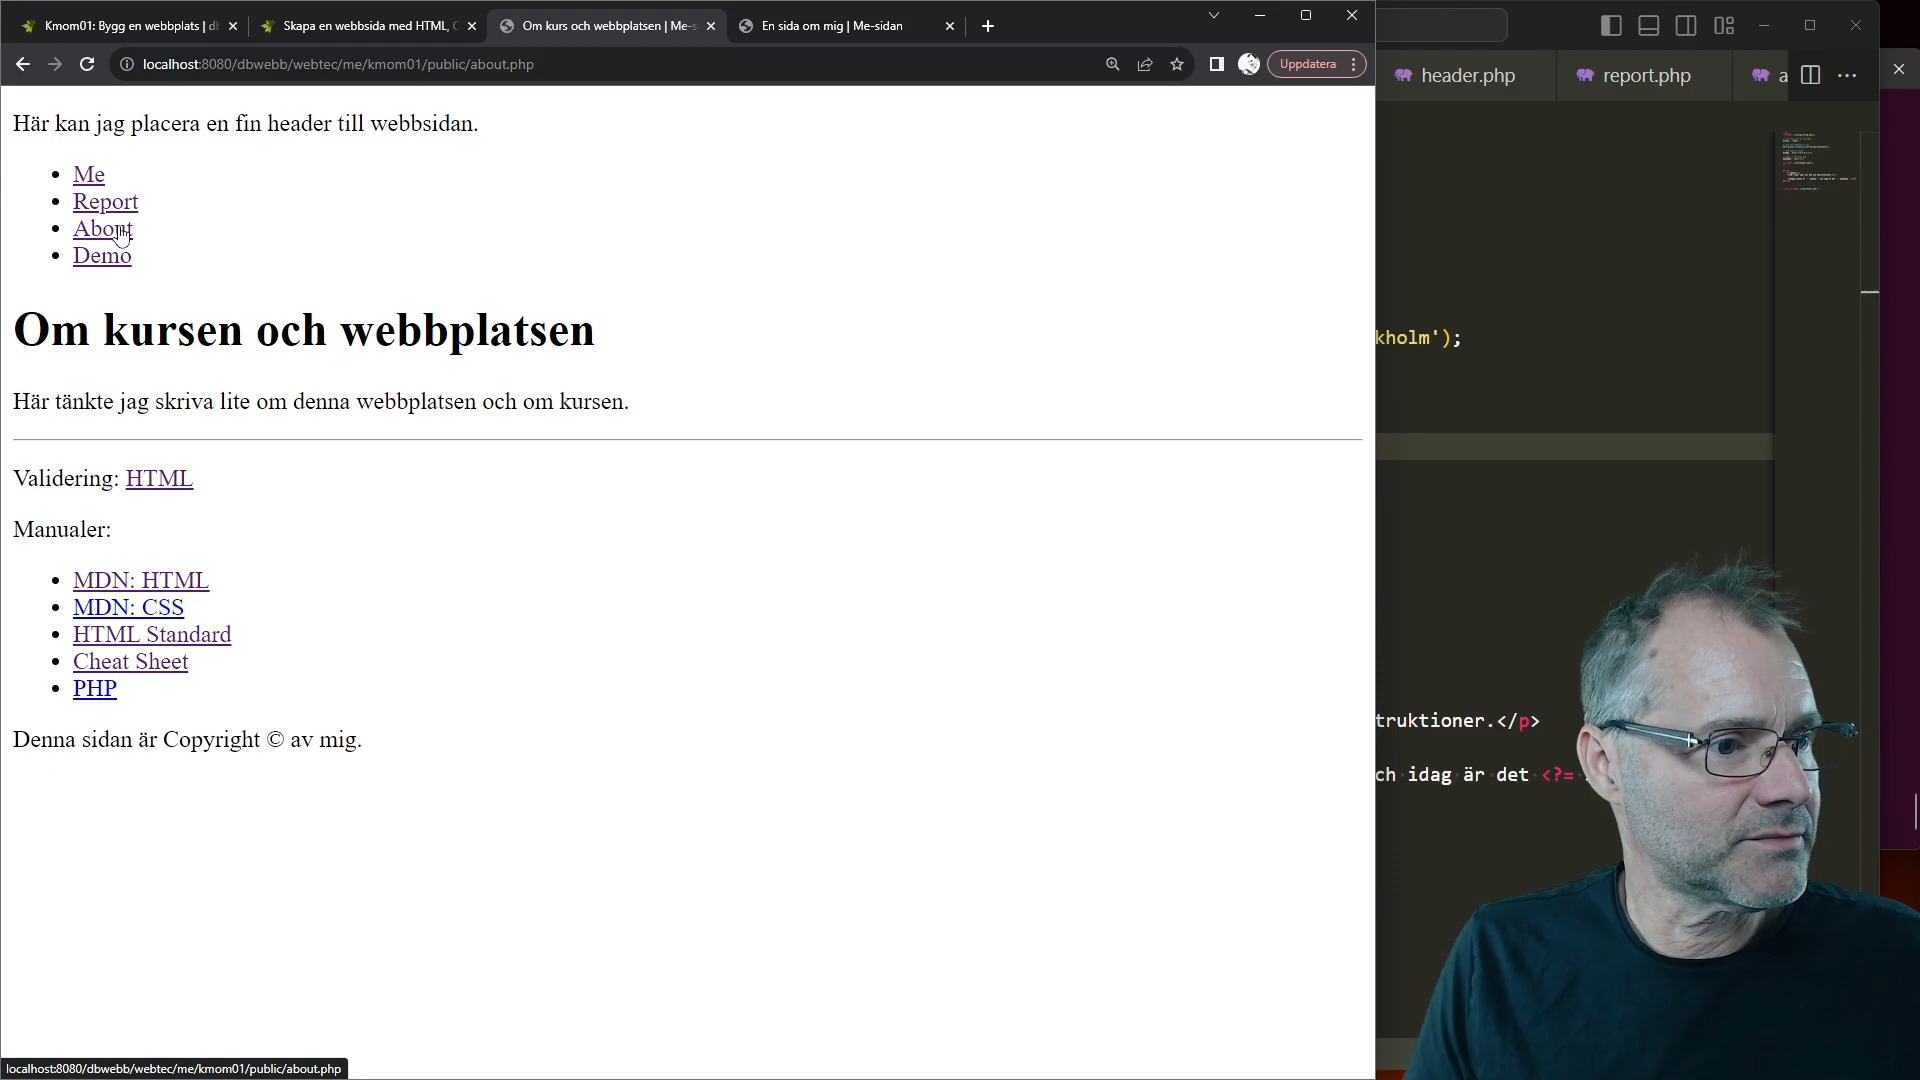 Kmom01: Bygg en webbplats | d
Skapa en webbsida med HTML, C
Om kurs och webbplatsen | Me-s
En sida om mig | Me-sidan
localhost:8080/dbwebb/webtec/me/kmom01/public/about.php
Uppdatera
header.php
report.php
a
Här kan jag placera en fin header till webbsidan.
Me
Report
About
Demo
Om kursen och webbplatsen
kholm');
Här tänkte jag skriva lite om denna webbplatsen och om kursen.
Validering: HTML
Manualer:
MDN: HTML
MDN: CSS
HTML Standard
Cheat Sheet
PHP
truktioner.</p>
Denna sidan är Copyright © av mig.
ch idag är det <?=
localhost:8080/dbwebb/webtec/me/kmom01/public/about.php